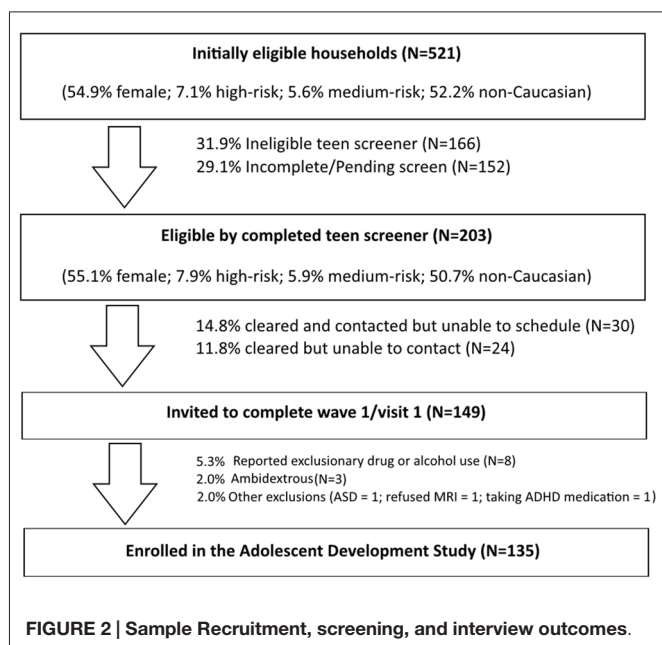 Initially eligible households (N=521)
(54.9% female; 7.1% high-risk; 5.6% medium-risk; 52.2% non-Caucasian)
31.9% Ineligible teen screener (N=166)
29.1% Incomplete/Pending screen (N=152)
Eligible by completed teen screener (N=203)
(55.1% female; 7.9% high-risk; 5.9% medium-risk; 50.7% non-Caucasian)
14.8% cleared and contacted but unable to schedule (N=30)
11.8% cleared but unable to contact (N=24)
Invited to complete wave 1/visit 1 (N=149)
5.3% Reported exclusionary drug or alcohol use (N=8)
2.0% Ambidextrous(N=3)
2.0% Other exclusions (ASD = 1; refused MRI = 1; taking ADHD medication = 1)
Enrolled in the Adolescent Development Study (N=135)
FIGURE 2 | Sample Recruitment, screening, and interview outcomes.